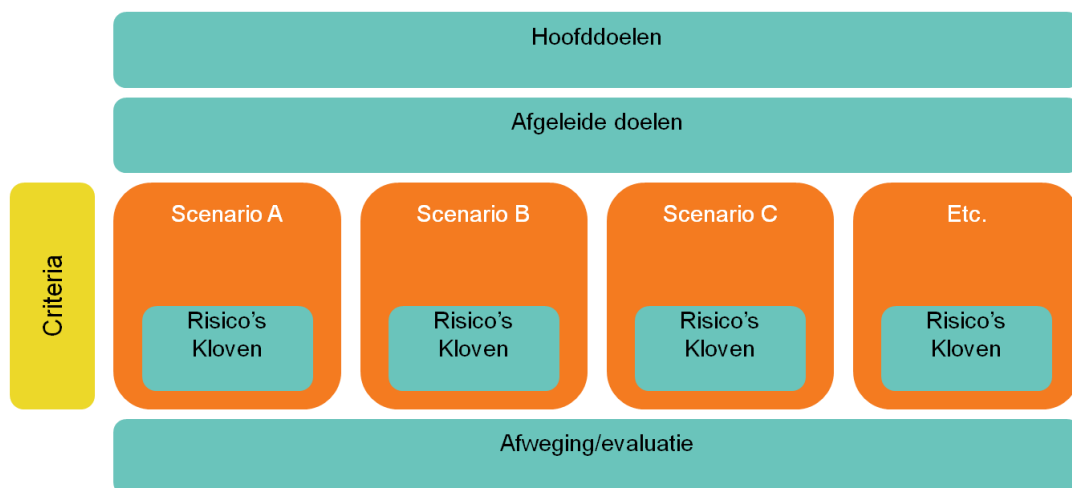 Hoofddoelen
Afgeleide doelen
Criteria
Scenario A
Risico's
Kloven
Scenario B
Risico's
Kloven
Scenario C
Risico's
Kloven
Etc.
Risico's
Kloven
Afweging/evaluatie